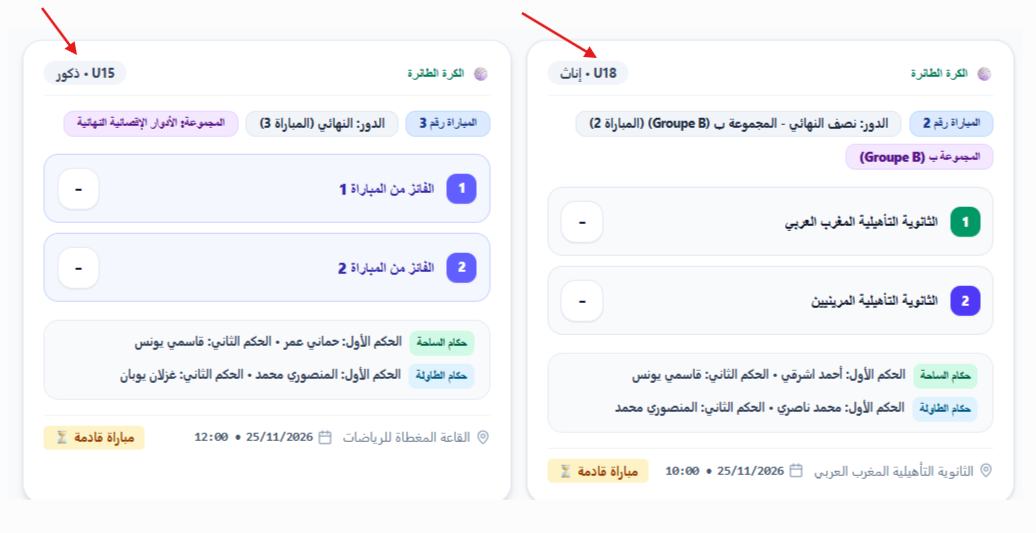 الكرة الطائرة
U18 • إناث
المباراة رقم 2
الدور: نصف النهائي - المجموعة ب (Groupe B) (المباراة 2)
المجموعة ب (Groupe B)
1 الثانوية التأهيلية المغرب العربي -
2 الثانوية التأهيلية المرينيين -
حكام الساحة الحكم الأول: أحمد اشرقي • الحكم الثاني: قاسمي يونس
حكام الطاولة الحكم الأول: محمد ناصري • الحكم الثاني: المنصوري محمد
الثانوية التأهيلية المغرب العربي 25/11/2026 • 10:00 مباراة قادمة
الكرة الطائرة
U15 • ذكور
المباراة رقم 3
الدور: النهائي (المباراة 3)
المجموعة: الأدوار الإقصائية النهائية
1 الفائز من المباراة 1 -
2 الفائز من المباراة 2 -
حكام الساحة الحكم الأول: حماني عمر • الحكم الثاني: قاسمي يونس
حكام الطاولة الحكم الأول: المنصوري محمد • الحكم الثاني: غزلان يوبان
القاعة المغطاة للرياضات 25/11/2026 • 12:00 مباراة قادمة